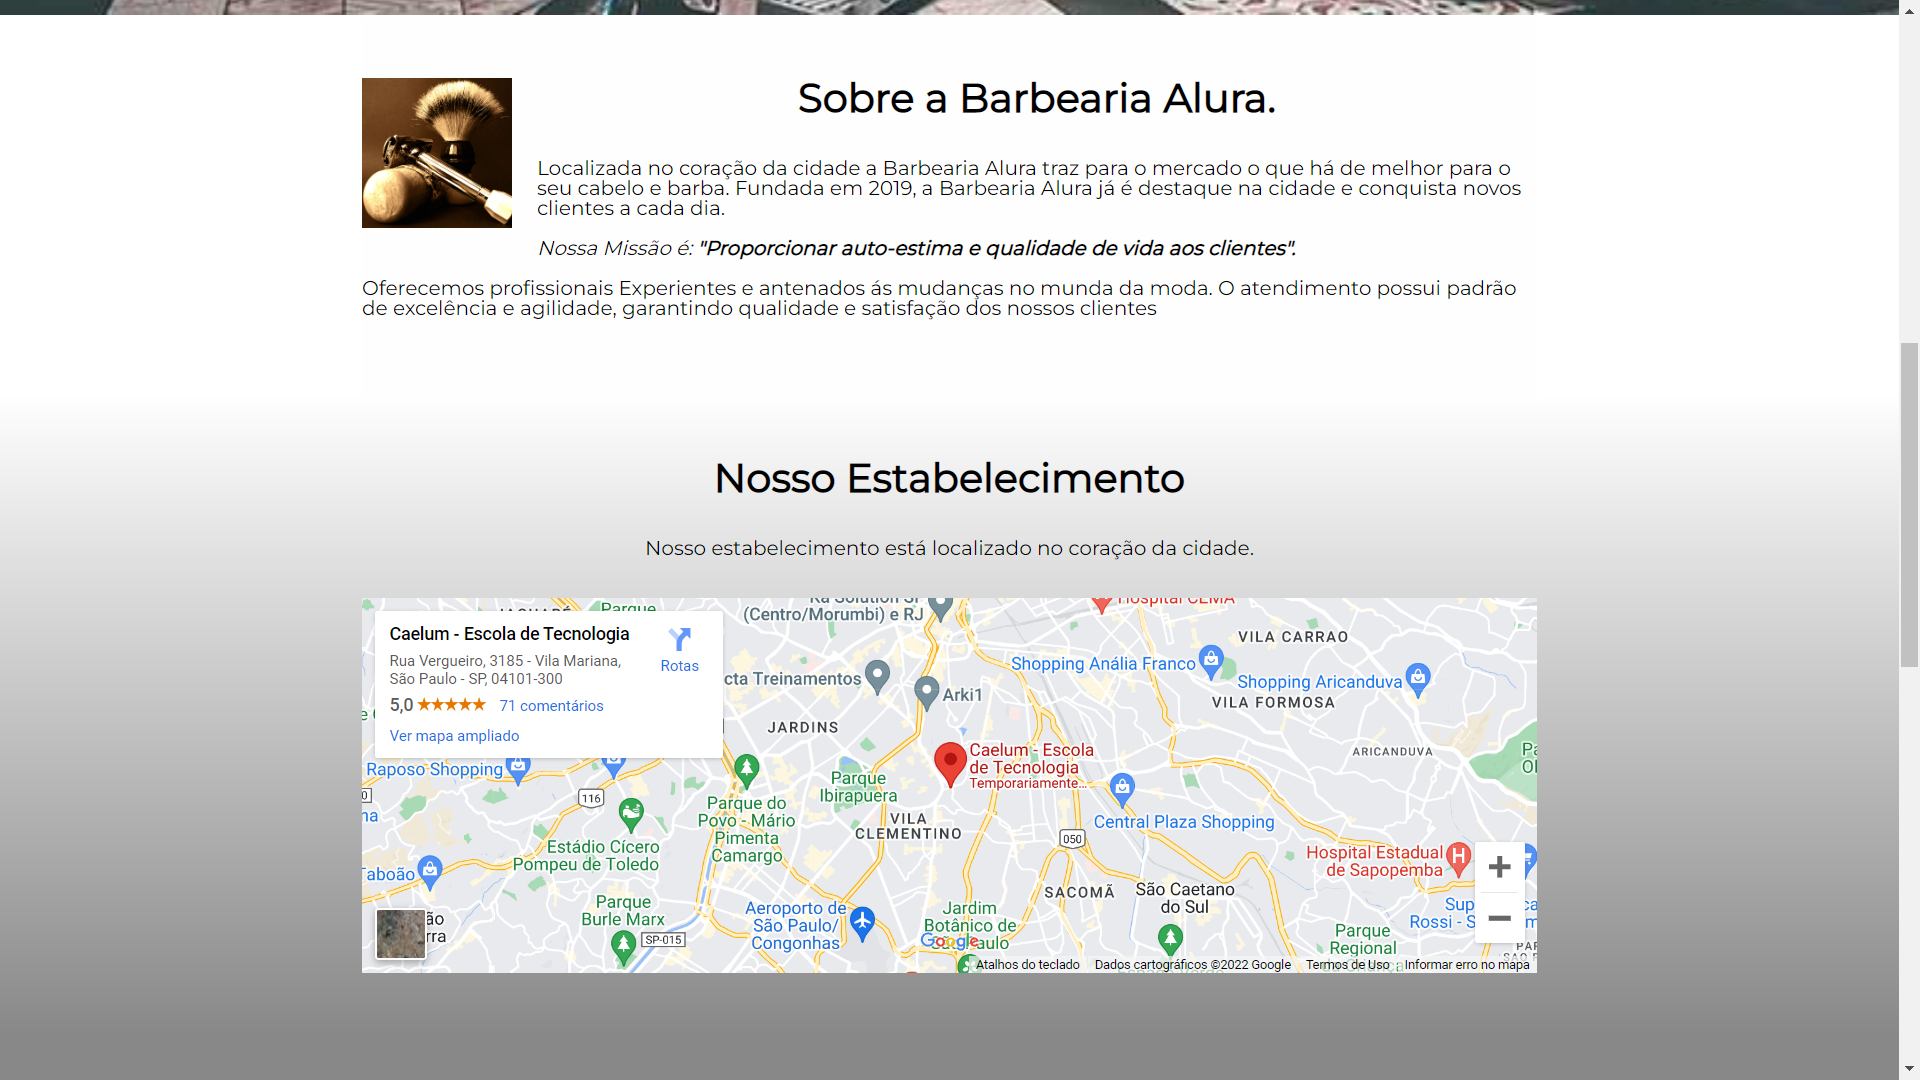 Sobre a Barbearia Alura.
Localizada no coração da cidade a Barbearia Alura traz para o mercado o que há de melhor para o
seu cabelo e barba. Fundada em 2019, a Barbearia Alura já é destaque na cidade e conquista novos
clientes a cada dia.
Nossa Missão é: "Proporcionar auto-estima e qualidade de vida aos clientes".
Oferecemos profissionais Experientes e antenados ás mudanças no munda da moda. O atendimento possui padrão
de excelência e agilidade, garantindo qualidade e satisfação dos nossos clientes
Nosso Estabelecimento
Nosso estabelecimento está localizado no coração da cidade.
Caelum - Escola de Tecnologia
Rua Vergueiro, 3185 - Vila Mariana,
São Paulo - SP, 04101-300
5,0 ★★★★★ 71 comentários
Ver mapa ampliado
Rotas
Parque
(Centro/Morumbi) e RJ
Hospital CEMA
VILA CARRAO
Shopping Anália Franco
Shopping Aricanduva
VILA FORMOSA
cta Treinamentos
Arki1
JARDINS
ARICANDUVA
Caelum - Escola
de Tecnologia
Temporariamente...
Raposo Shopping
116
Parque
Ibirapuera
Parque do
Povo - Mário
Pimenta
Camargo
VILA
CLEMENTINO
Central Plaza Shopping
050
Estádio Cícero
Pompeu de Toledo
Hospital Estadual
de Sapopemba
Taboão
SACOMÃ
São Caetano
do Sul
Parque
Burle Marx
SP-015
Aeroporto de
São Paulo/
Congonhas
Jardim
Botânico de
São Paulo
Google
Rossi - S
Parque
Regional
Atalhos do teclado
Dados cartográficos ©2022 Google
Termos de Uso
Informar erro no mapa